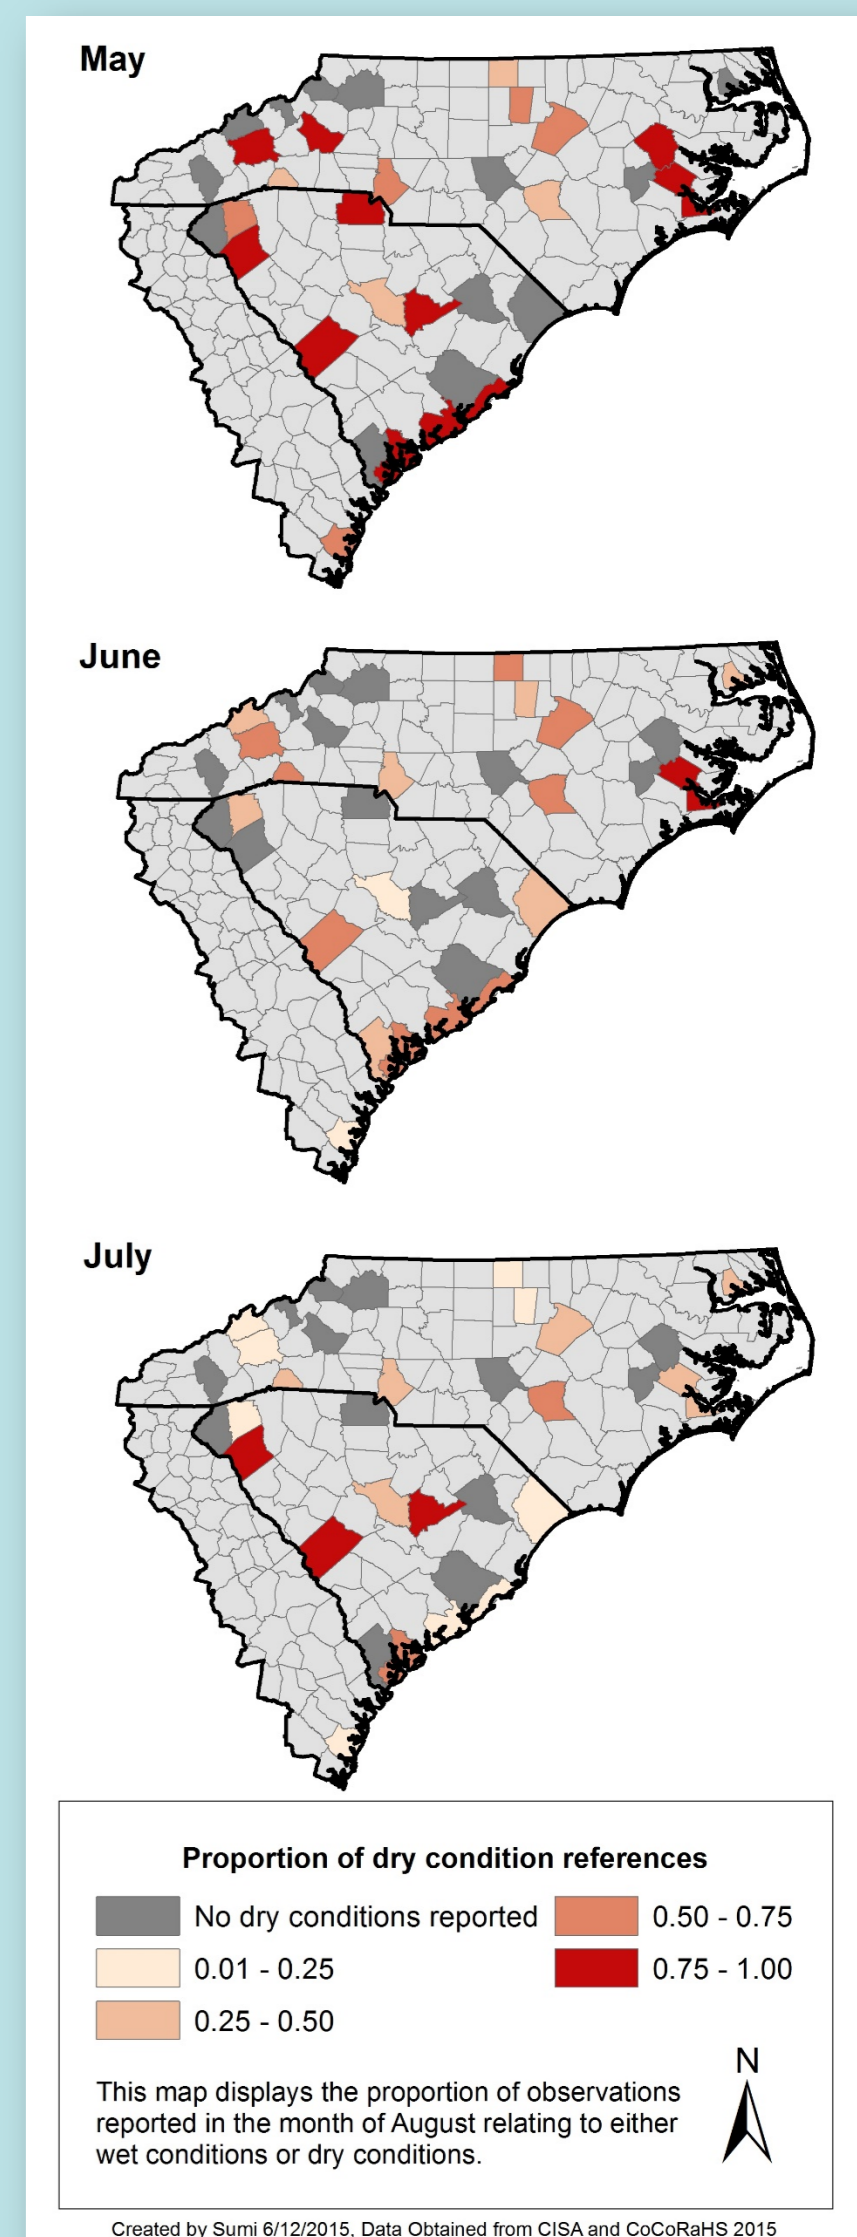 May
June
July
Proportion of dry condition references
No dry conditions reported
0.50 - 0.75
0.01 - 0.25
0.75 - 1.00
0.25 - 0.50
N
This map displays the proportion of observations
reported in the month of August relating to either
wet conditions or dry conditions.
Created by Sumi 6/12/2015, Data Obtained from CISA and CoCoRaHS 2015